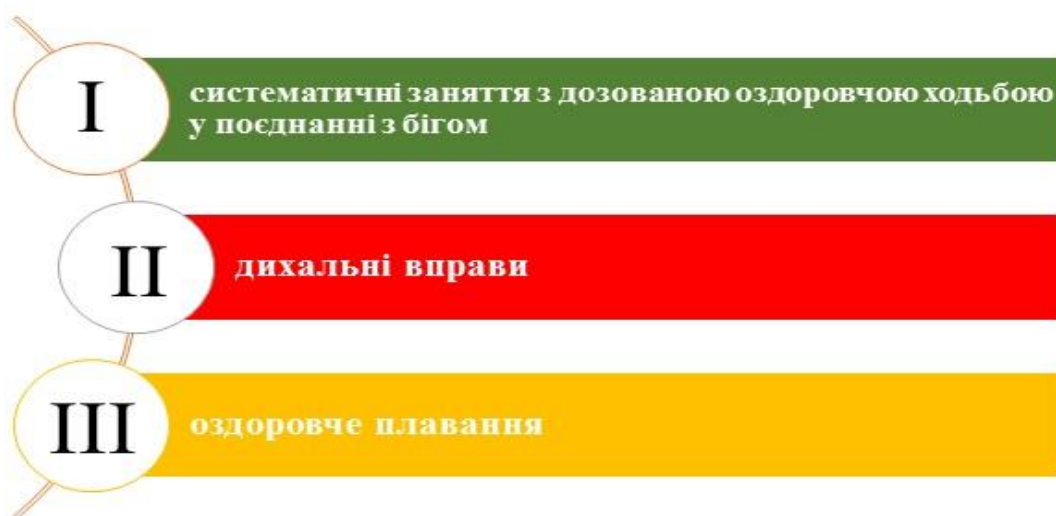 I
систематичні заняття з дозованою оздоровчою ходьбою
у поєднанні з бігом
II
дихальні вправи
III
оздоровче плавання